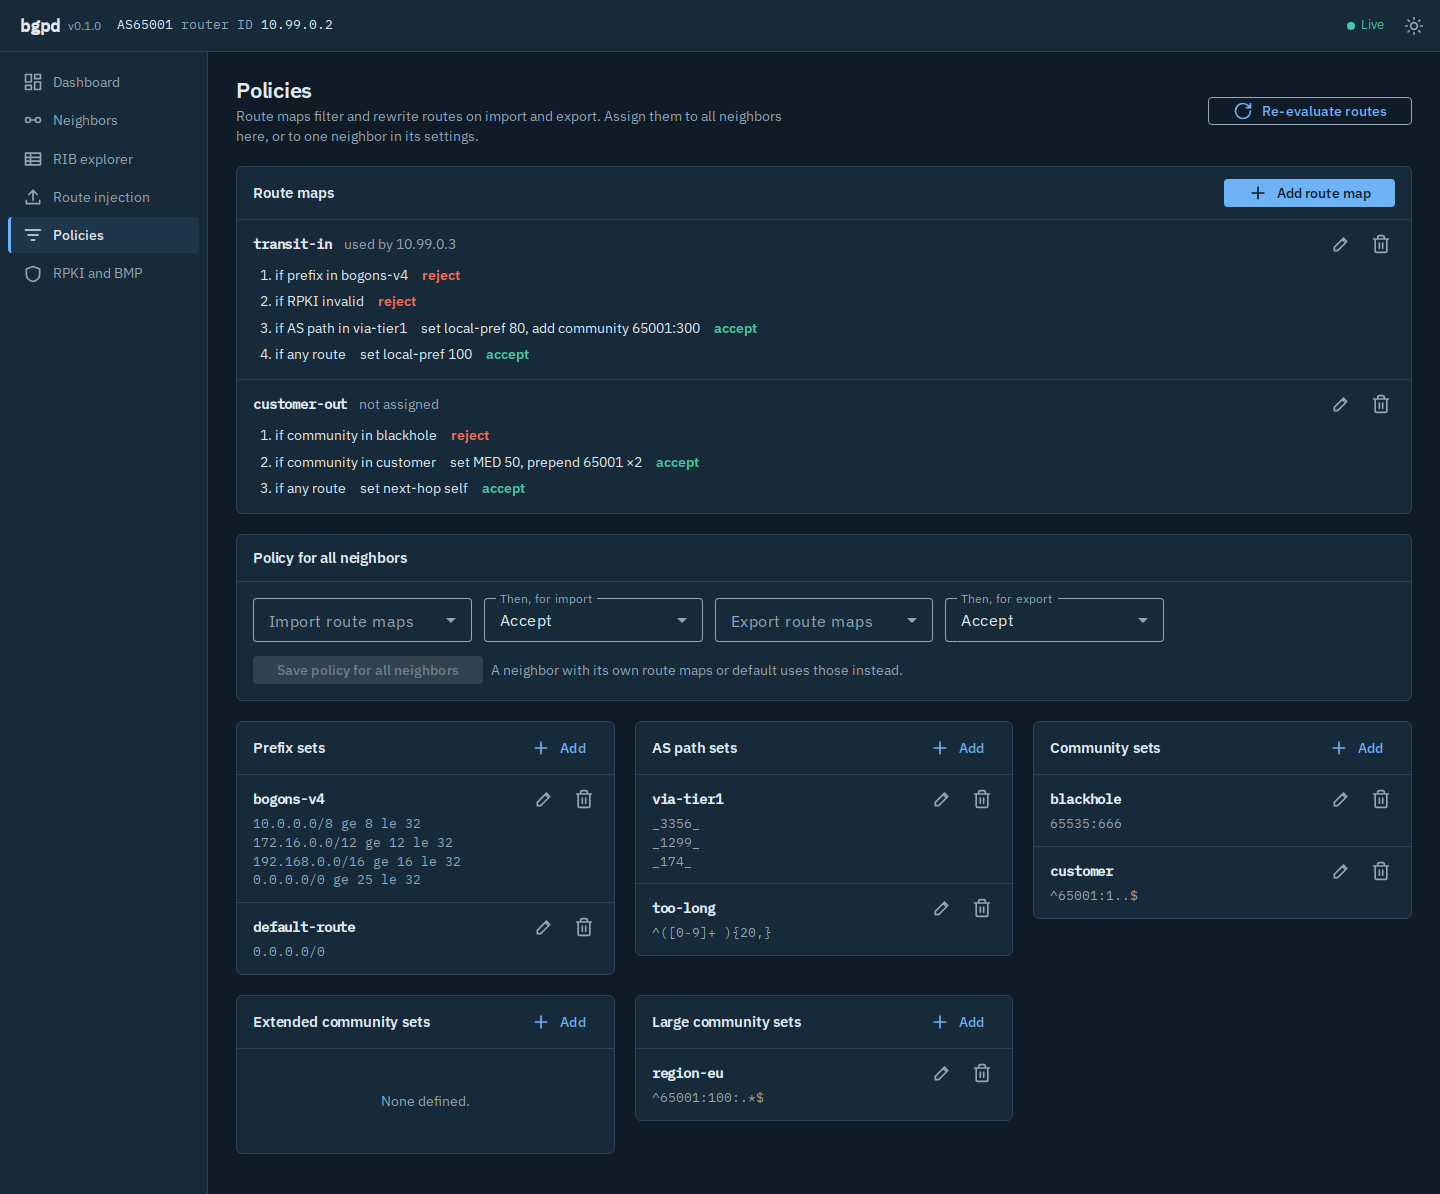 bgpd v0.1.0 AS65001 router ID 10.99.0.2
Live
Dashboard
Neighbors
RIB explorer
Route injection
Policies
RPKI and BMP
Policies
Route maps filter and rewrite routes on import and export. Assign them to all neighbors
here, or to one neighbor in its settings.
Re-evaluate routes
Route maps
Add route map
transit-in used by 10.99.0.3
1. if prefix in bogons-v4 reject
2. if RPKI invalid reject
3. if AS path in via-tier1 set local-pref 80, add community 65001:300 accept
4. if any route set local-pref 100 accept
customer-out not assigned
1. if community in blackhole reject
2. if community in customer set MED 50, prepend 65001 ×2 accept
3. if any route set next-hop self accept
Policy for all neighbors
Import route maps
Then, for import
Accept
Export route maps
Then, for export
Accept
Save policy for all neighbors
A neighbor with its own route maps or default uses those instead.
Prefix sets
Add
bogons-v4
10.0.0.0/8 ge 8 le 32
172.16.0.0/12 ge 12 le 32
192.168.0.0/16 ge 16 le 32
0.0.0.0/0 ge 25 le 32
default-route
0.0.0.0/0
AS path sets
Add
via-tier1
_3356_
_1299_
_174_
too-long
^([0-9]+ ){20,}
Community sets
Add
blackhole
65535:666
customer
^65001:1..$
Extended community sets
Add
None defined.
Large community sets
Add
region-eu
^65001:100:.*$